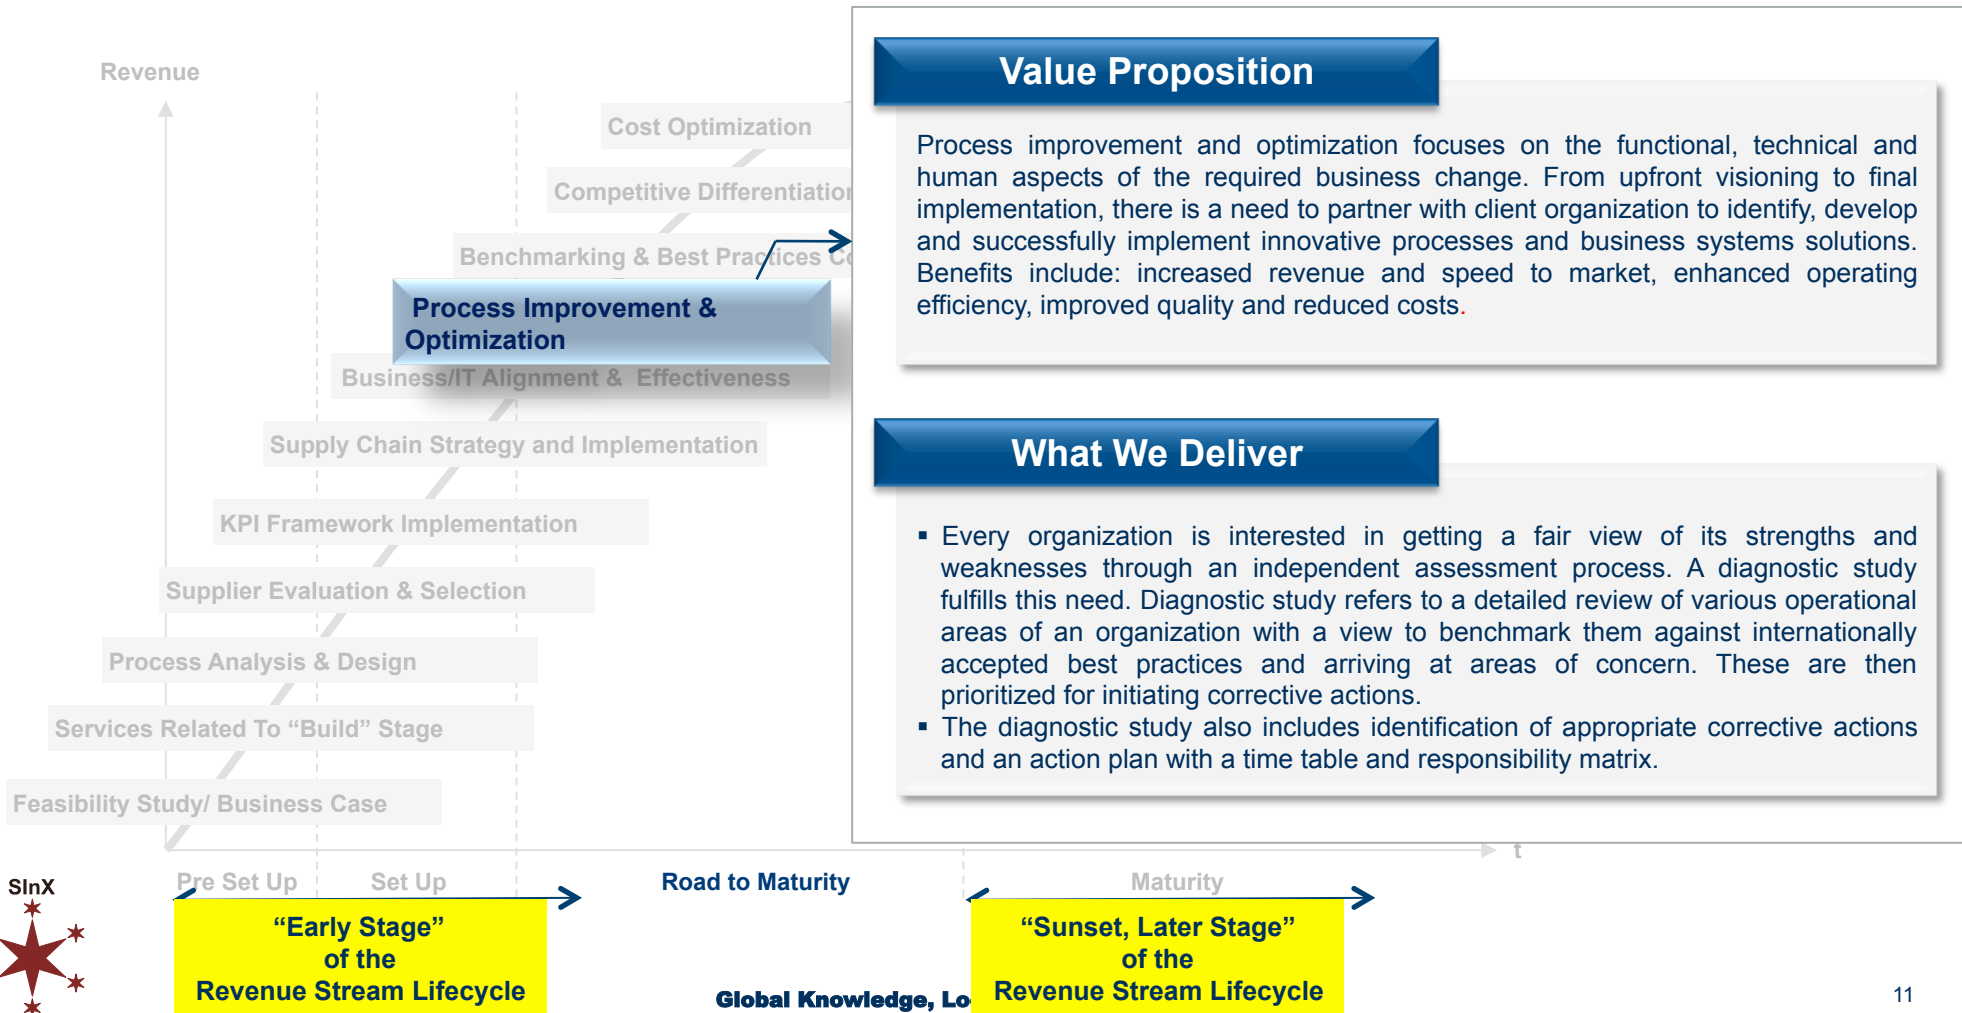 Revenue
Cost Optimization
Competitive Differentiation
Benchmarking & Best Practices
Process Improvement &
Optimization
Business/IT Alignment & Effectiveness
Supply Chain Strategy and Implementation
KPI Framework Implementation
Supplier Evaluation & Selection
Process Analysis & Design
Services Related To “Build” Stage
Feasibility Study/ Business Case
Value Proposition
Process improvement and optimization focuses on the functional, technical and
human aspects of the required business change. From upfront visioning to final
implementation, there is a need to partner with client organization to identify, develop
and successfully implement innovative processes and business systems solutions.
Benefits include: increased revenue and speed to market, enhanced operating
efficiency, improved quality and reduced costs.
What We Deliver
▪ Every organization is interested in getting a fair view of its strengths and
weaknesses through an independent assessment process. A diagnostic study
fulfills this need. Diagnostic study refers to a detailed review of various operational
areas of an organization with a view to benchmark them against internationally
accepted best practices and arriving at areas of concern. These are then
prioritized for initiating corrective actions.
▪ The diagnostic study also includes identification of appropriate corrective actions
and an action plan with a time table and responsibility matrix.
t
Pre Set Up
Set Up
Road to Maturity
Maturity
SInX
“Early Stage”
of the
Revenue Stream Lifecycle
“Sunset, Later Stage”
of the
Revenue Stream Lifecycle
Global Knowledge,
11